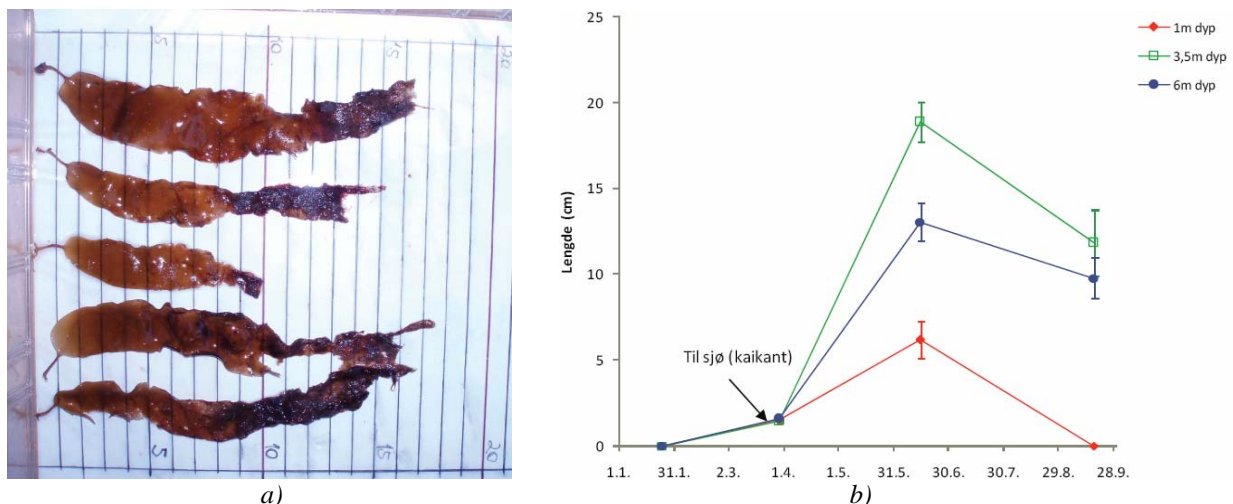 5 10 15 20
5 10 15 20
a)
25
20
15
10
5
0
Lengde (cm)
Til sjø (kaikant)
1m dyp
3,5m dyp
6m dyp
1.1. 31.1. 2.3. 1.4. 1.5. 31.5. 30.6. 30.7. 29.8. 28.9.
b)